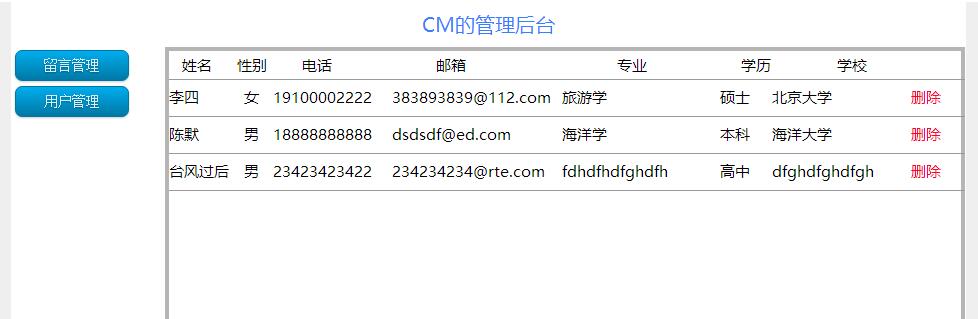 CM的管理后台
留言管理
用户管理
姓名 性别 电话 邮箱 专业 学历 学校
李四 女 19100002222 383893839@112.com 旅游学 硕士 北京大学 删除
陈默 男 18888888888 dsdsdf@ed.com 海洋学 本科 海洋大学 删除
台风过后 男 23423423422 234234234@rte.com fdhdfhdfghdfh 高中 dfghdfghdfgh 删除